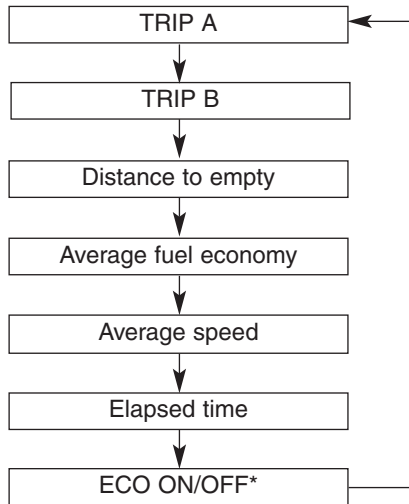 TRIP A
TRIP B
Distance to empty
Average fuel economy
Average speed
Elapsed time
ECO ON/OFF*